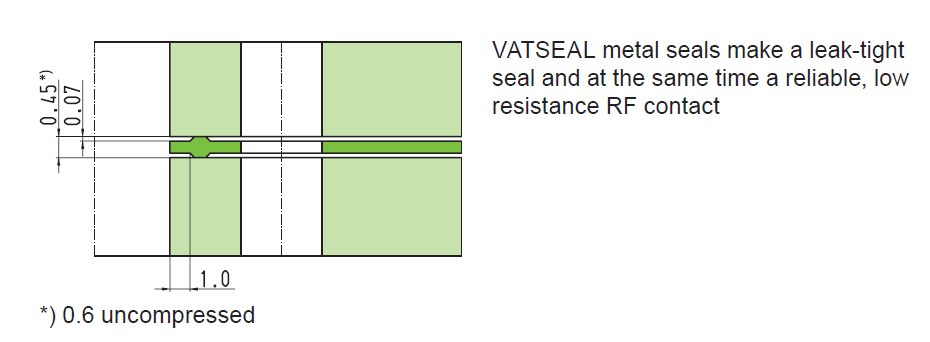 VATSEAL metal seals make a leak-tight
seal and at the same time a reliable, low
resistance RF contact
0.45*)
0.07
1.0
*) 0.6 uncompressed